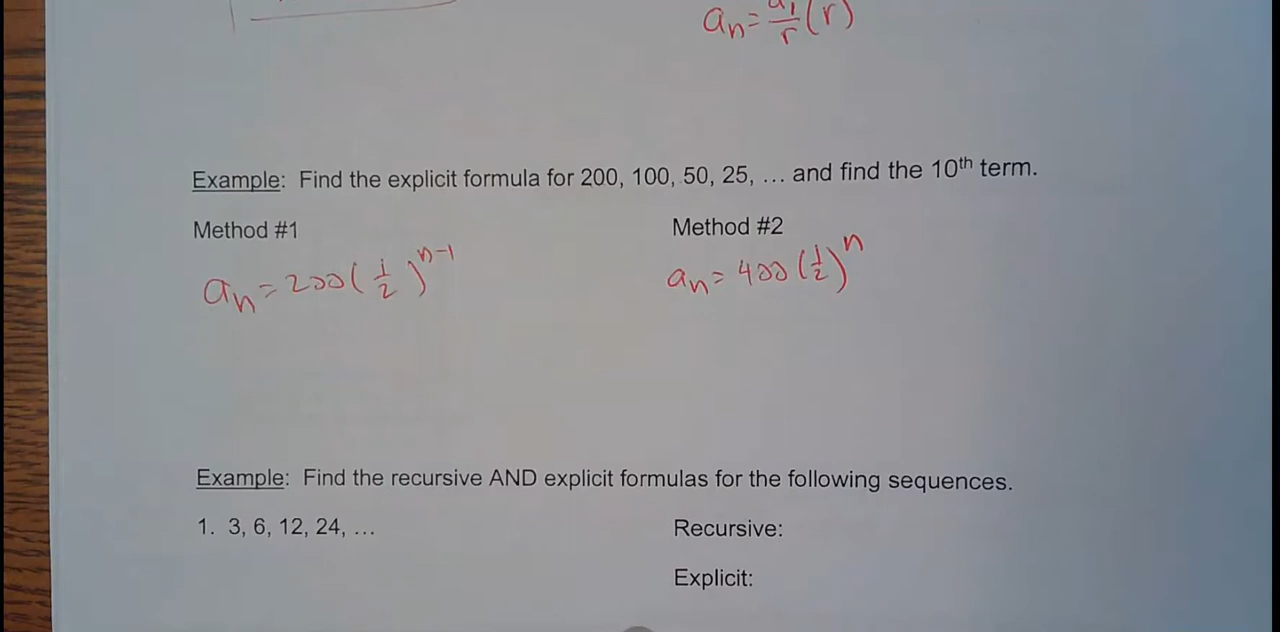 aₙ = a₁/r (r)
Example: Find the explicit formula for 200, 100, 50, 25, … and find the 10ᵗʰ term.
Method #1
Method #2
aₙ = 200(1/2)ⁿ⁻¹
aₙ = 400(1/2)ⁿ
Example: Find the recursive AND explicit formulas for the following sequences.
1. 3, 6, 12, 24, …
Recursive:
Explicit: